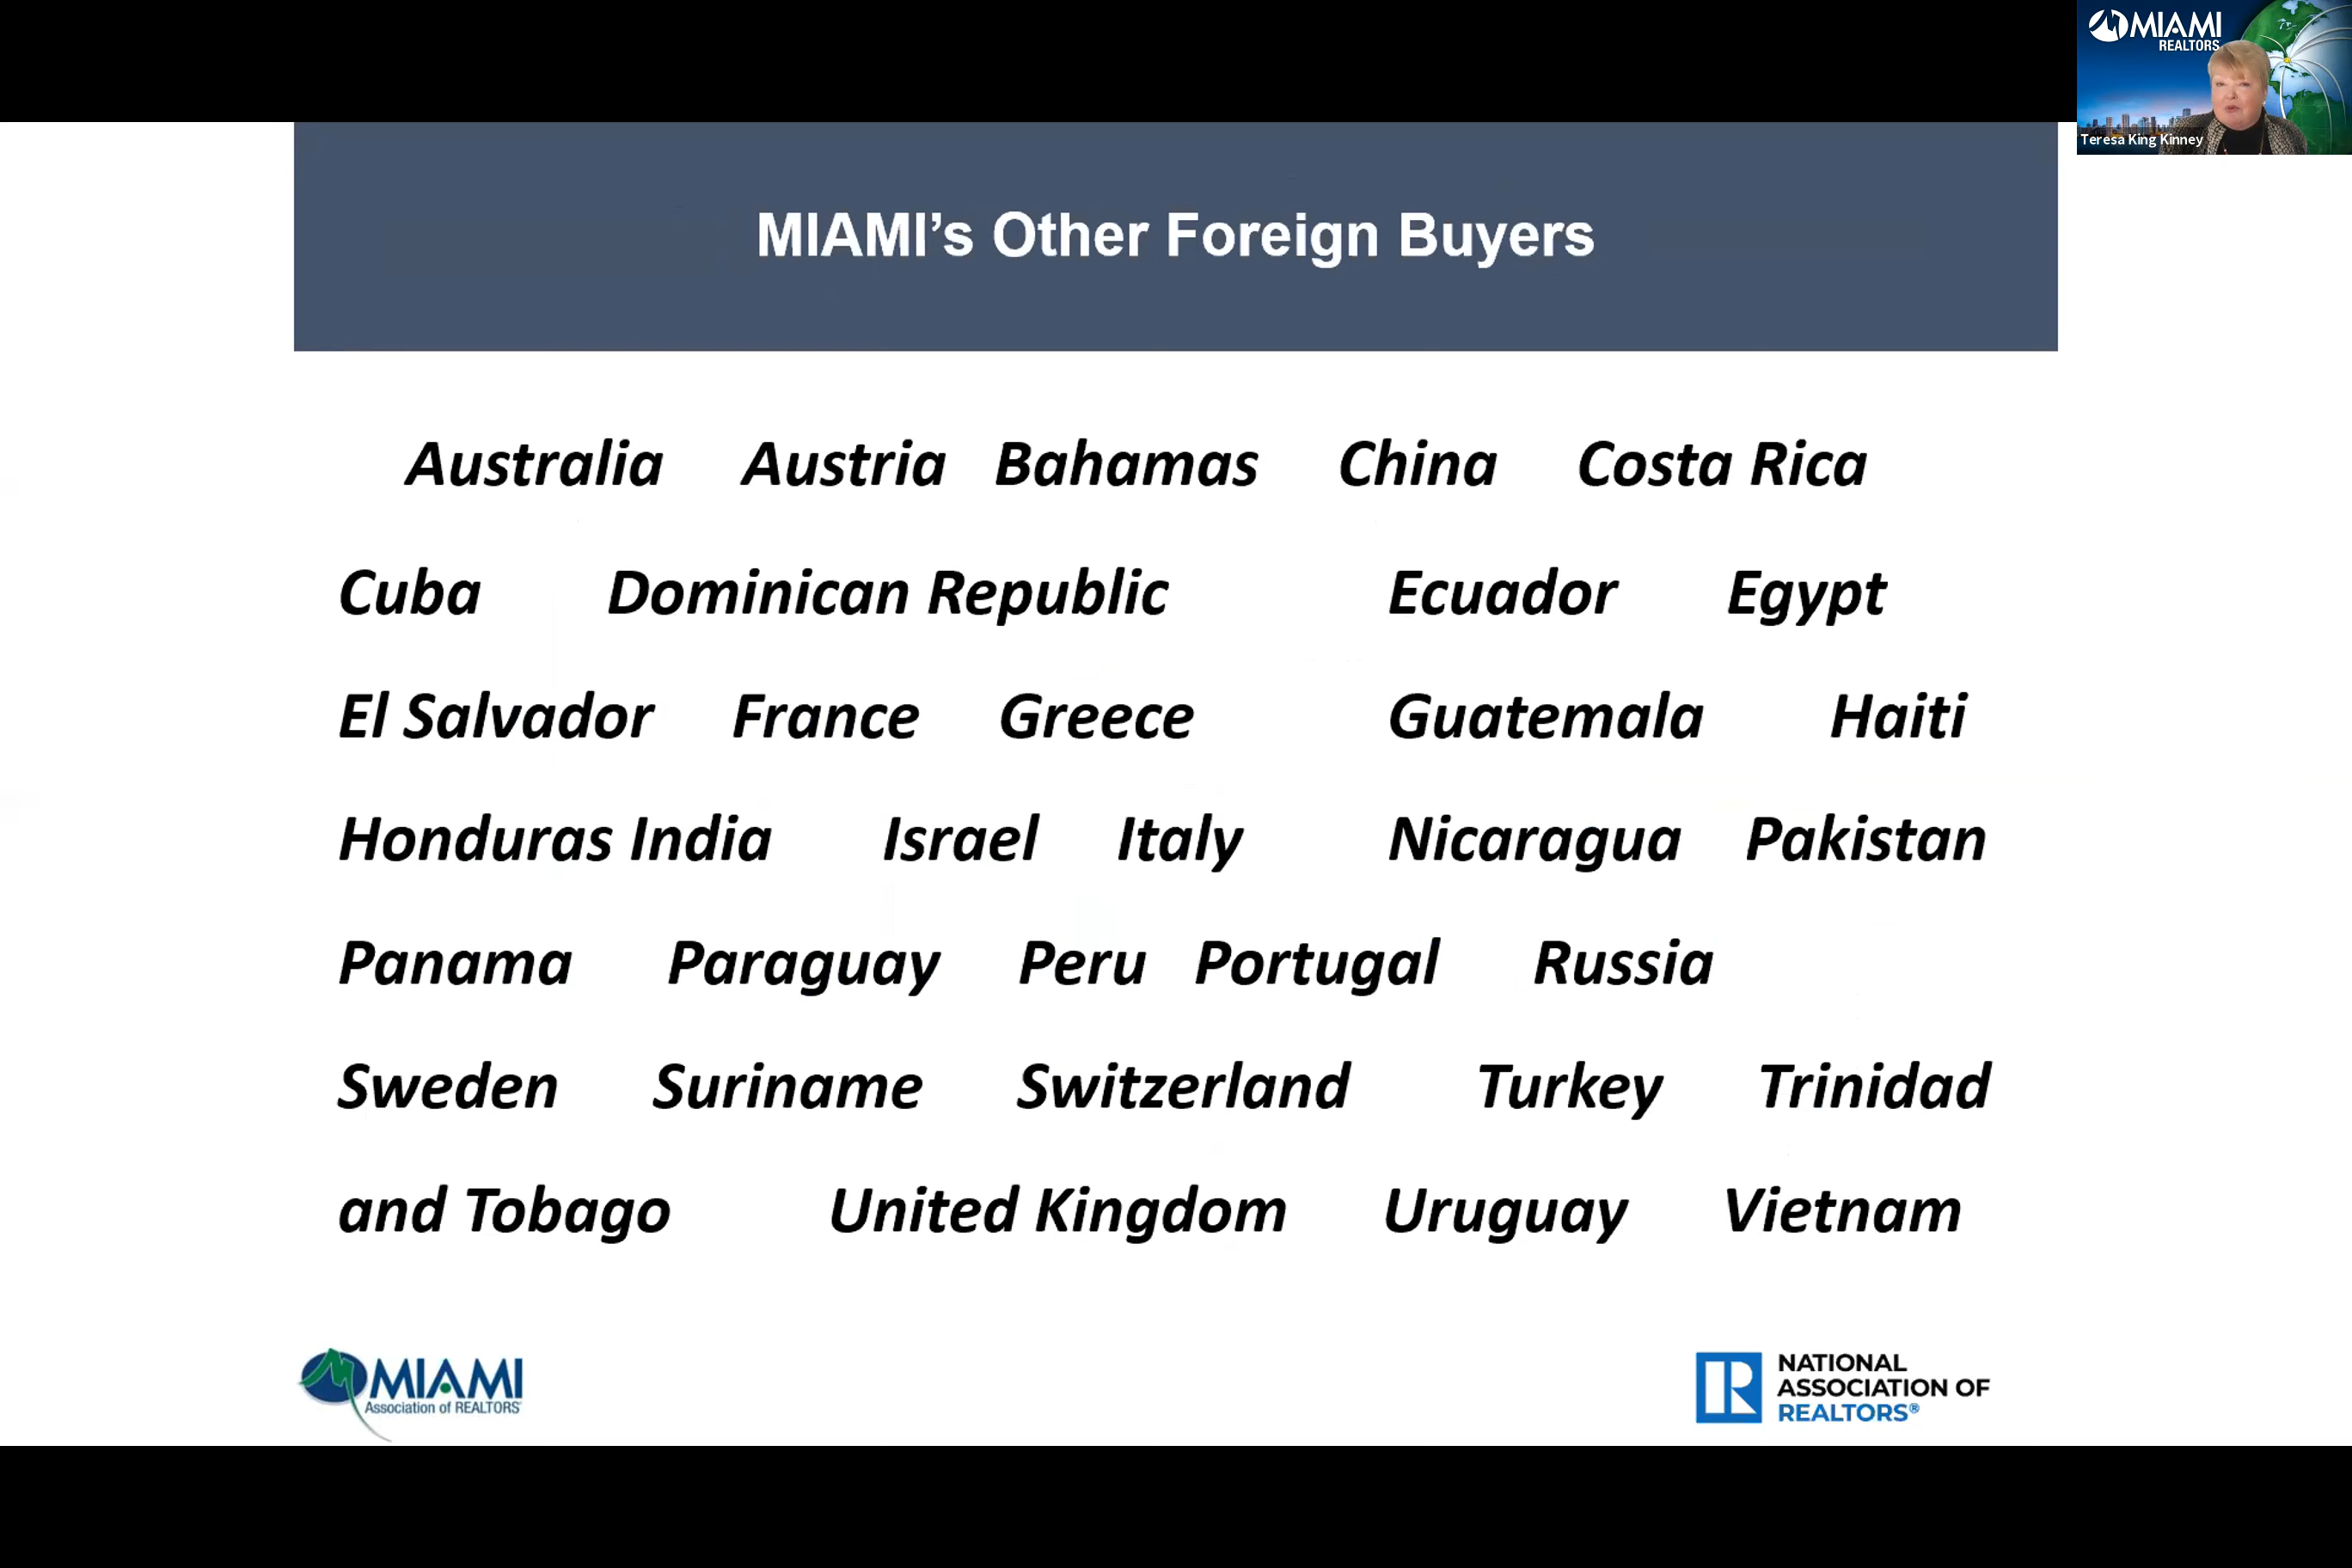 MIAMI
REALTORS
Teresa King Kinney
MIAMI's Other Foreign Buyers
Australia Austria Bahamas China Costa Rica
Cuba Dominican Republic Ecuador Egypt
El Salvador France Greece Guatemala Haiti
Honduras India Israel Italy Nicaragua Pakistan
Panama Paraguay Peru Portugal Russia
Sweden Suriname Switzerland Turkey Trinidad
and Tobago United Kingdom Uruguay Vietnam
MIAMI
Association of REALTORS®
R
NATIONAL
ASSOCIATION OF
REALTORS®